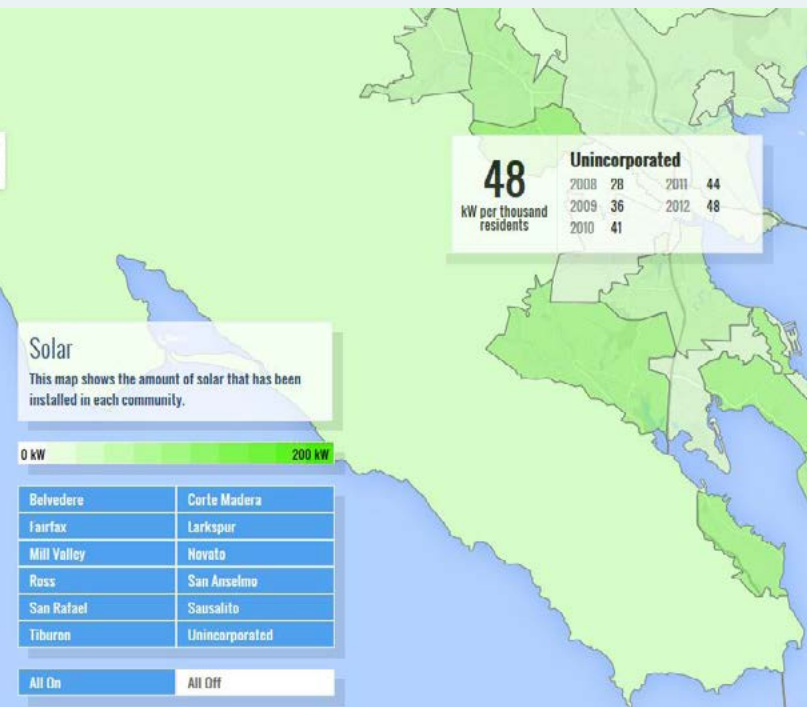 48
kW per thousand
residents
Unincorporated
2008 28 2011 44
2009 36 2012 48
2010 41
Solar
This map shows the amount of solar that has been
installed in each community.
0 kW 200 kW
Belvedere Corte Madera
Fairfax Larkspur
Mill Valley Novato
Ross San Anselmo
San Rafael Sausalito
Tiburon Unincorporated
All On All Off